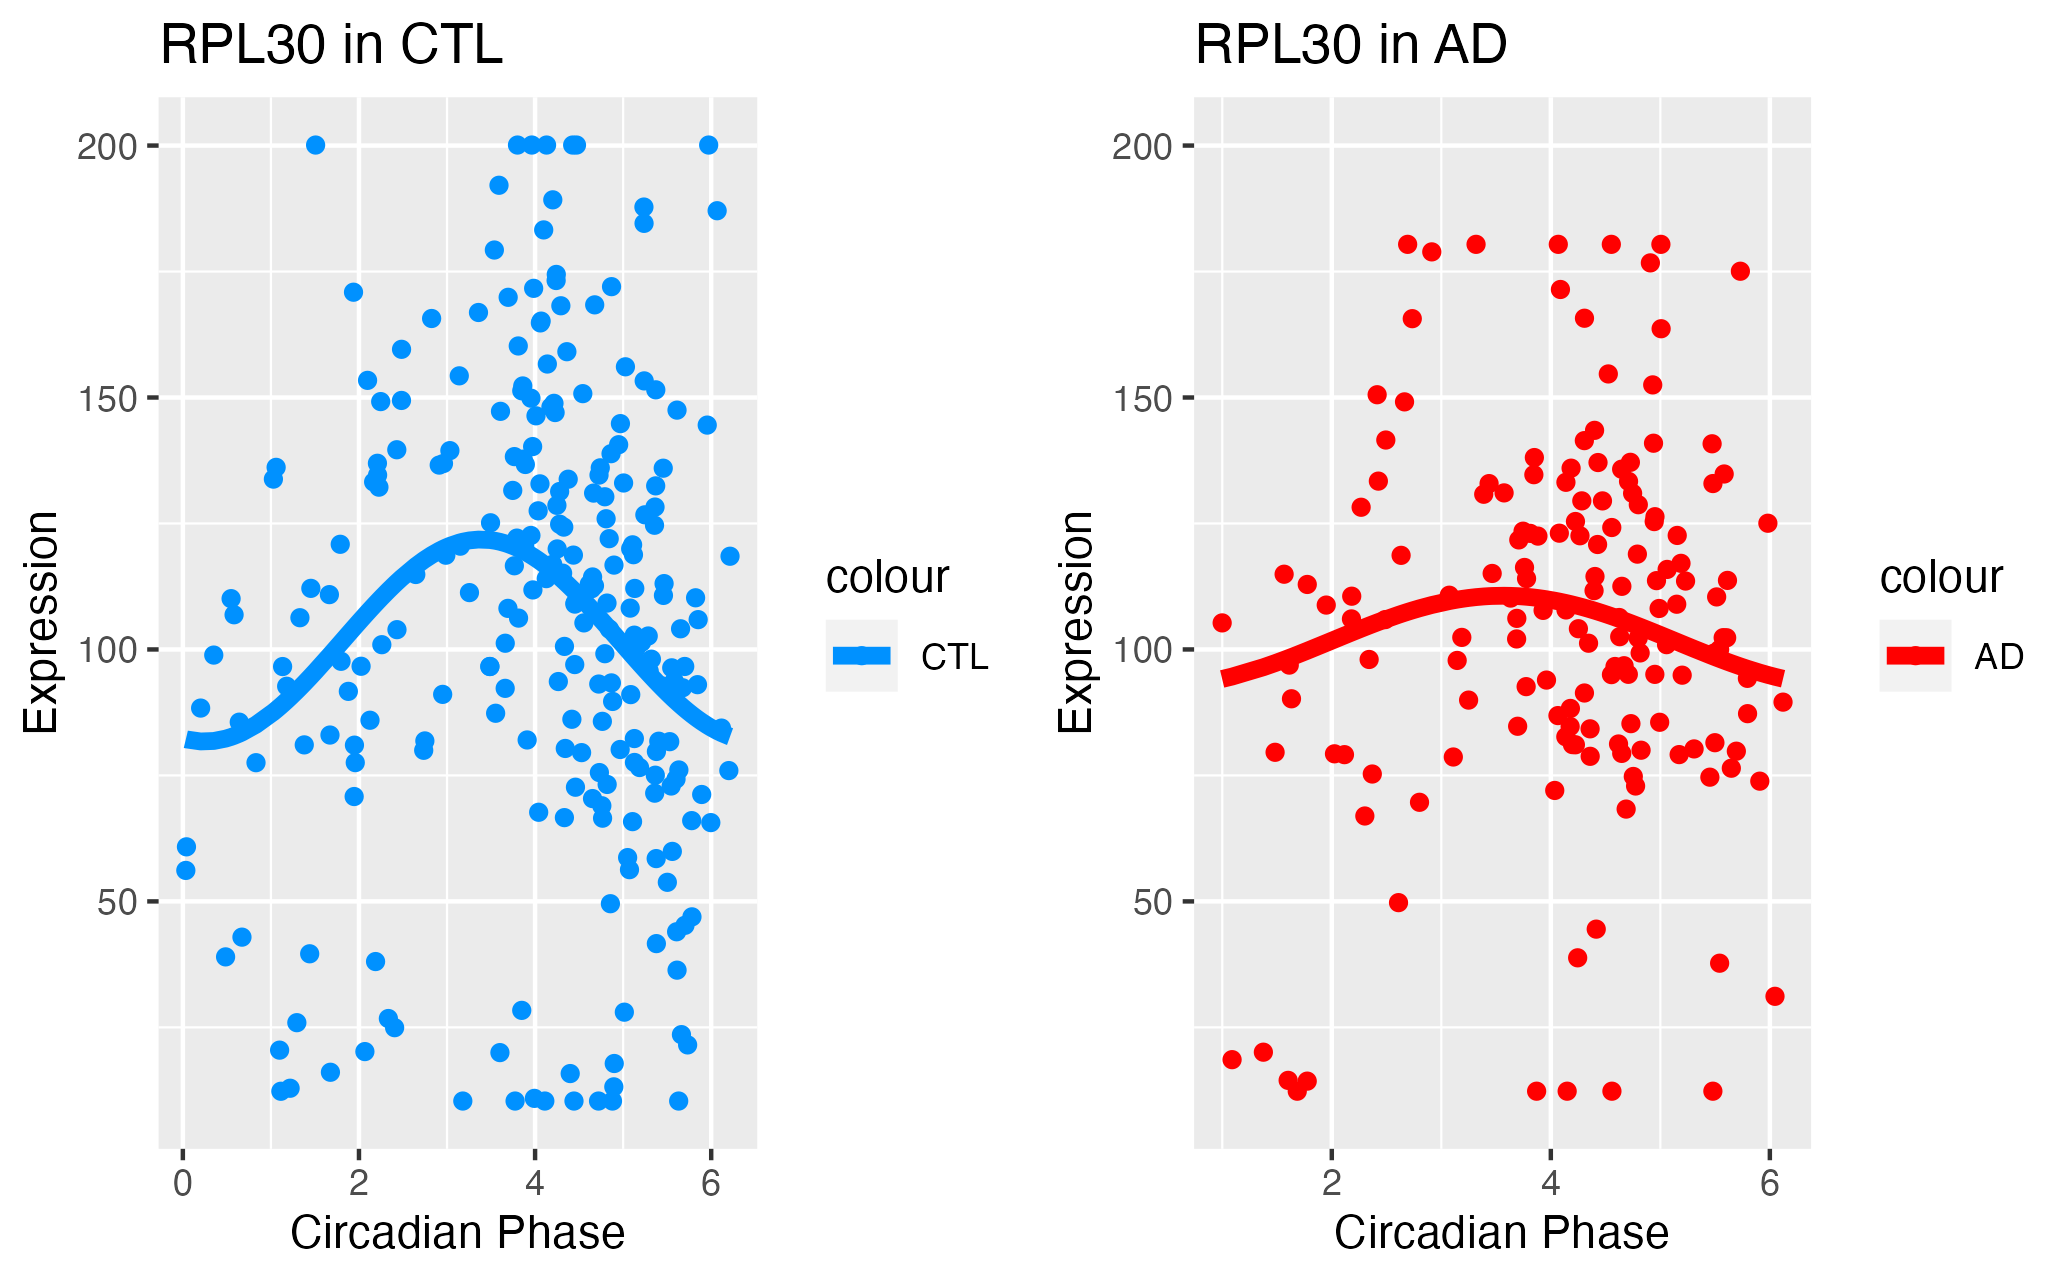 RPL30 in CTL
200
150
100
50
Expression
0 2 4 6
Circadian Phase
colour
CTL
RPL30 in AD
200
150
100
50
Expression
2 4 6
Circadian Phase
colour
AD